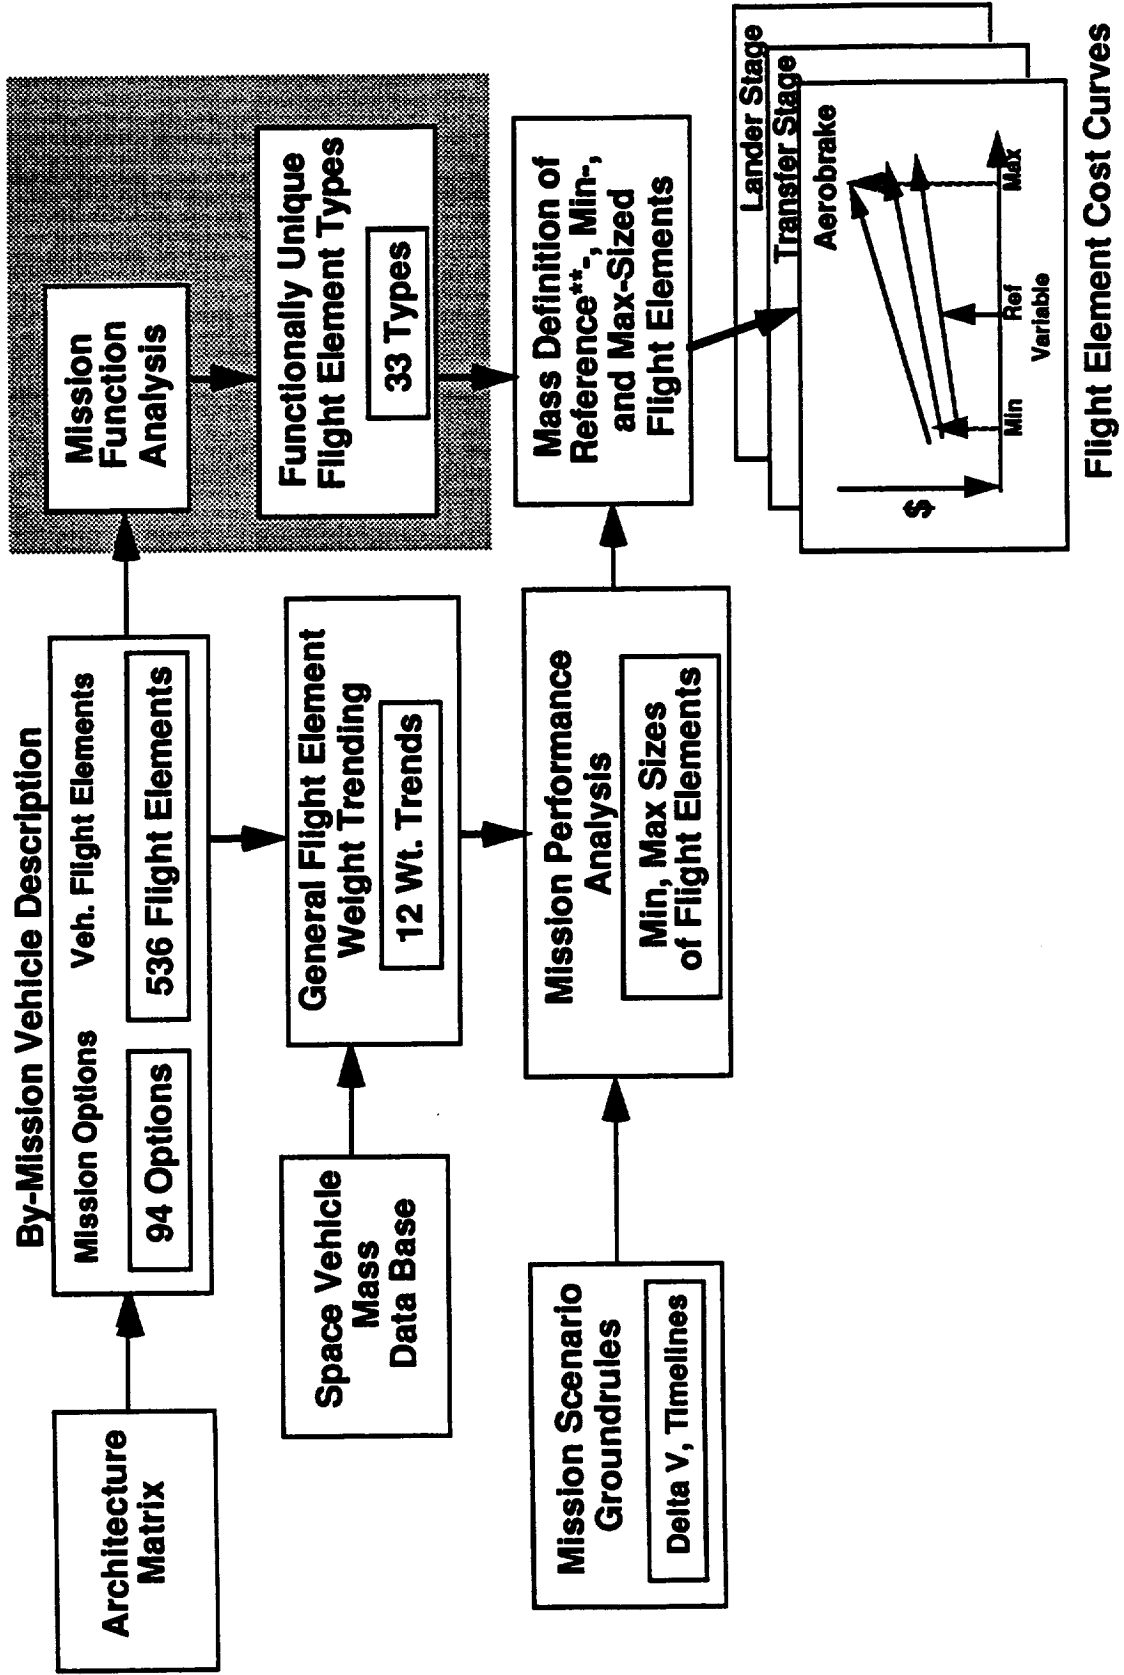 By-Mission Vehicle Description
Mission Options
Veh. Flight Elements
94 Options
536 Flight Elements
Architecture
Matrix
Mission
Function
Analysis
Space Vehicle
Mass
Data Base
General Flight Element
Weight Trending
12 Wt. Trends
Functionally Unique
Flight Element Types
33 Types
Mission Scenario
Groundrules
Delta V, Timelines
Mission Performance
Analysis
Min, Max Sizes
of Flight Elements
Mass Definition of
Reference**-, Min-,
and Max-Sized
Flight Elements
Lander Stage
Transfer Stage
Aerobrake
$
Min
Ref
Max
Variable
Flight Element Cost Curves